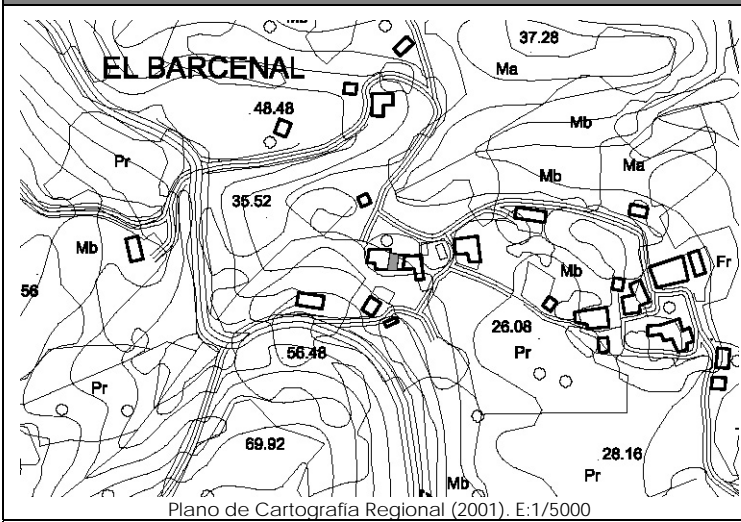 Mb
37.28
EL BARCENAL
Ma
48.48
Mb
Pr
Mb
Ma
35.52
Mb
Mb
Fr
56
26.08
56.48
Pr
Pr
69.92
28.16
Mb
Pr
Plano de Cartografía Regional (2001). E:1/5000